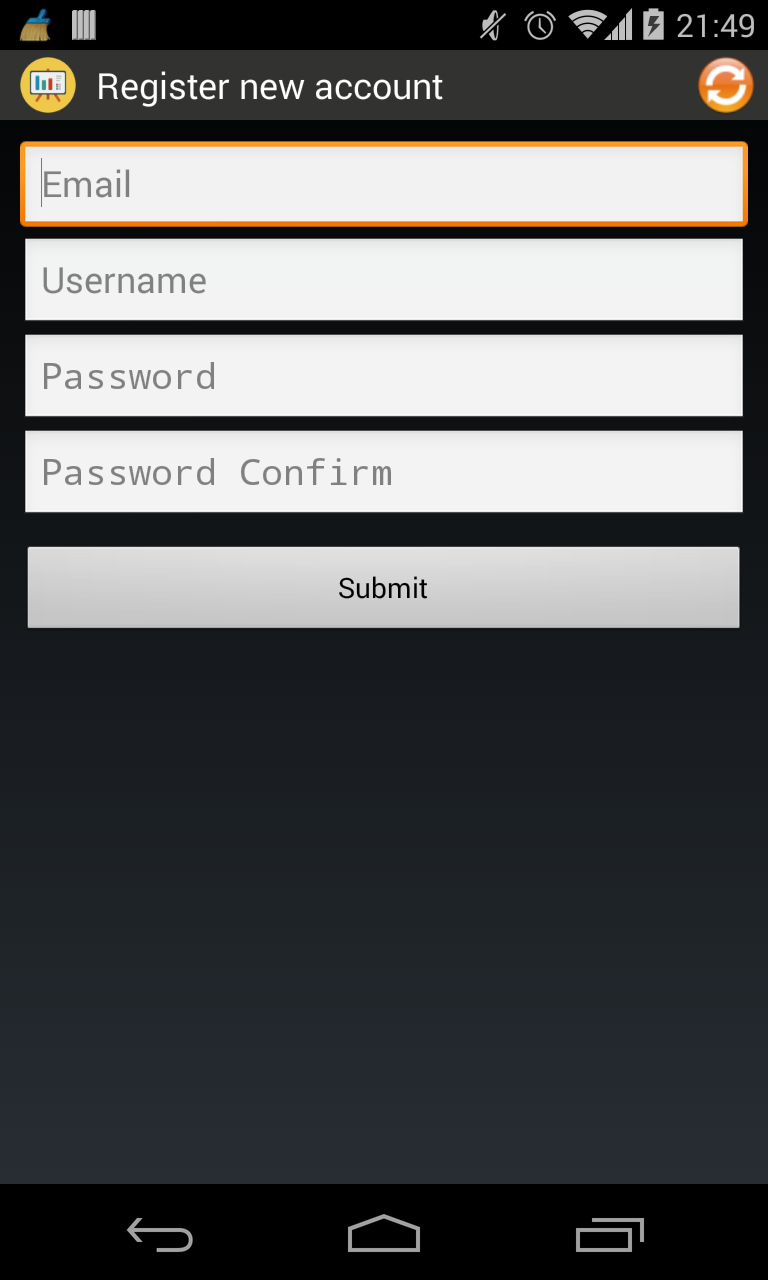 21:49
Register new account
Email
Username
Password
Password Confirm
Submit